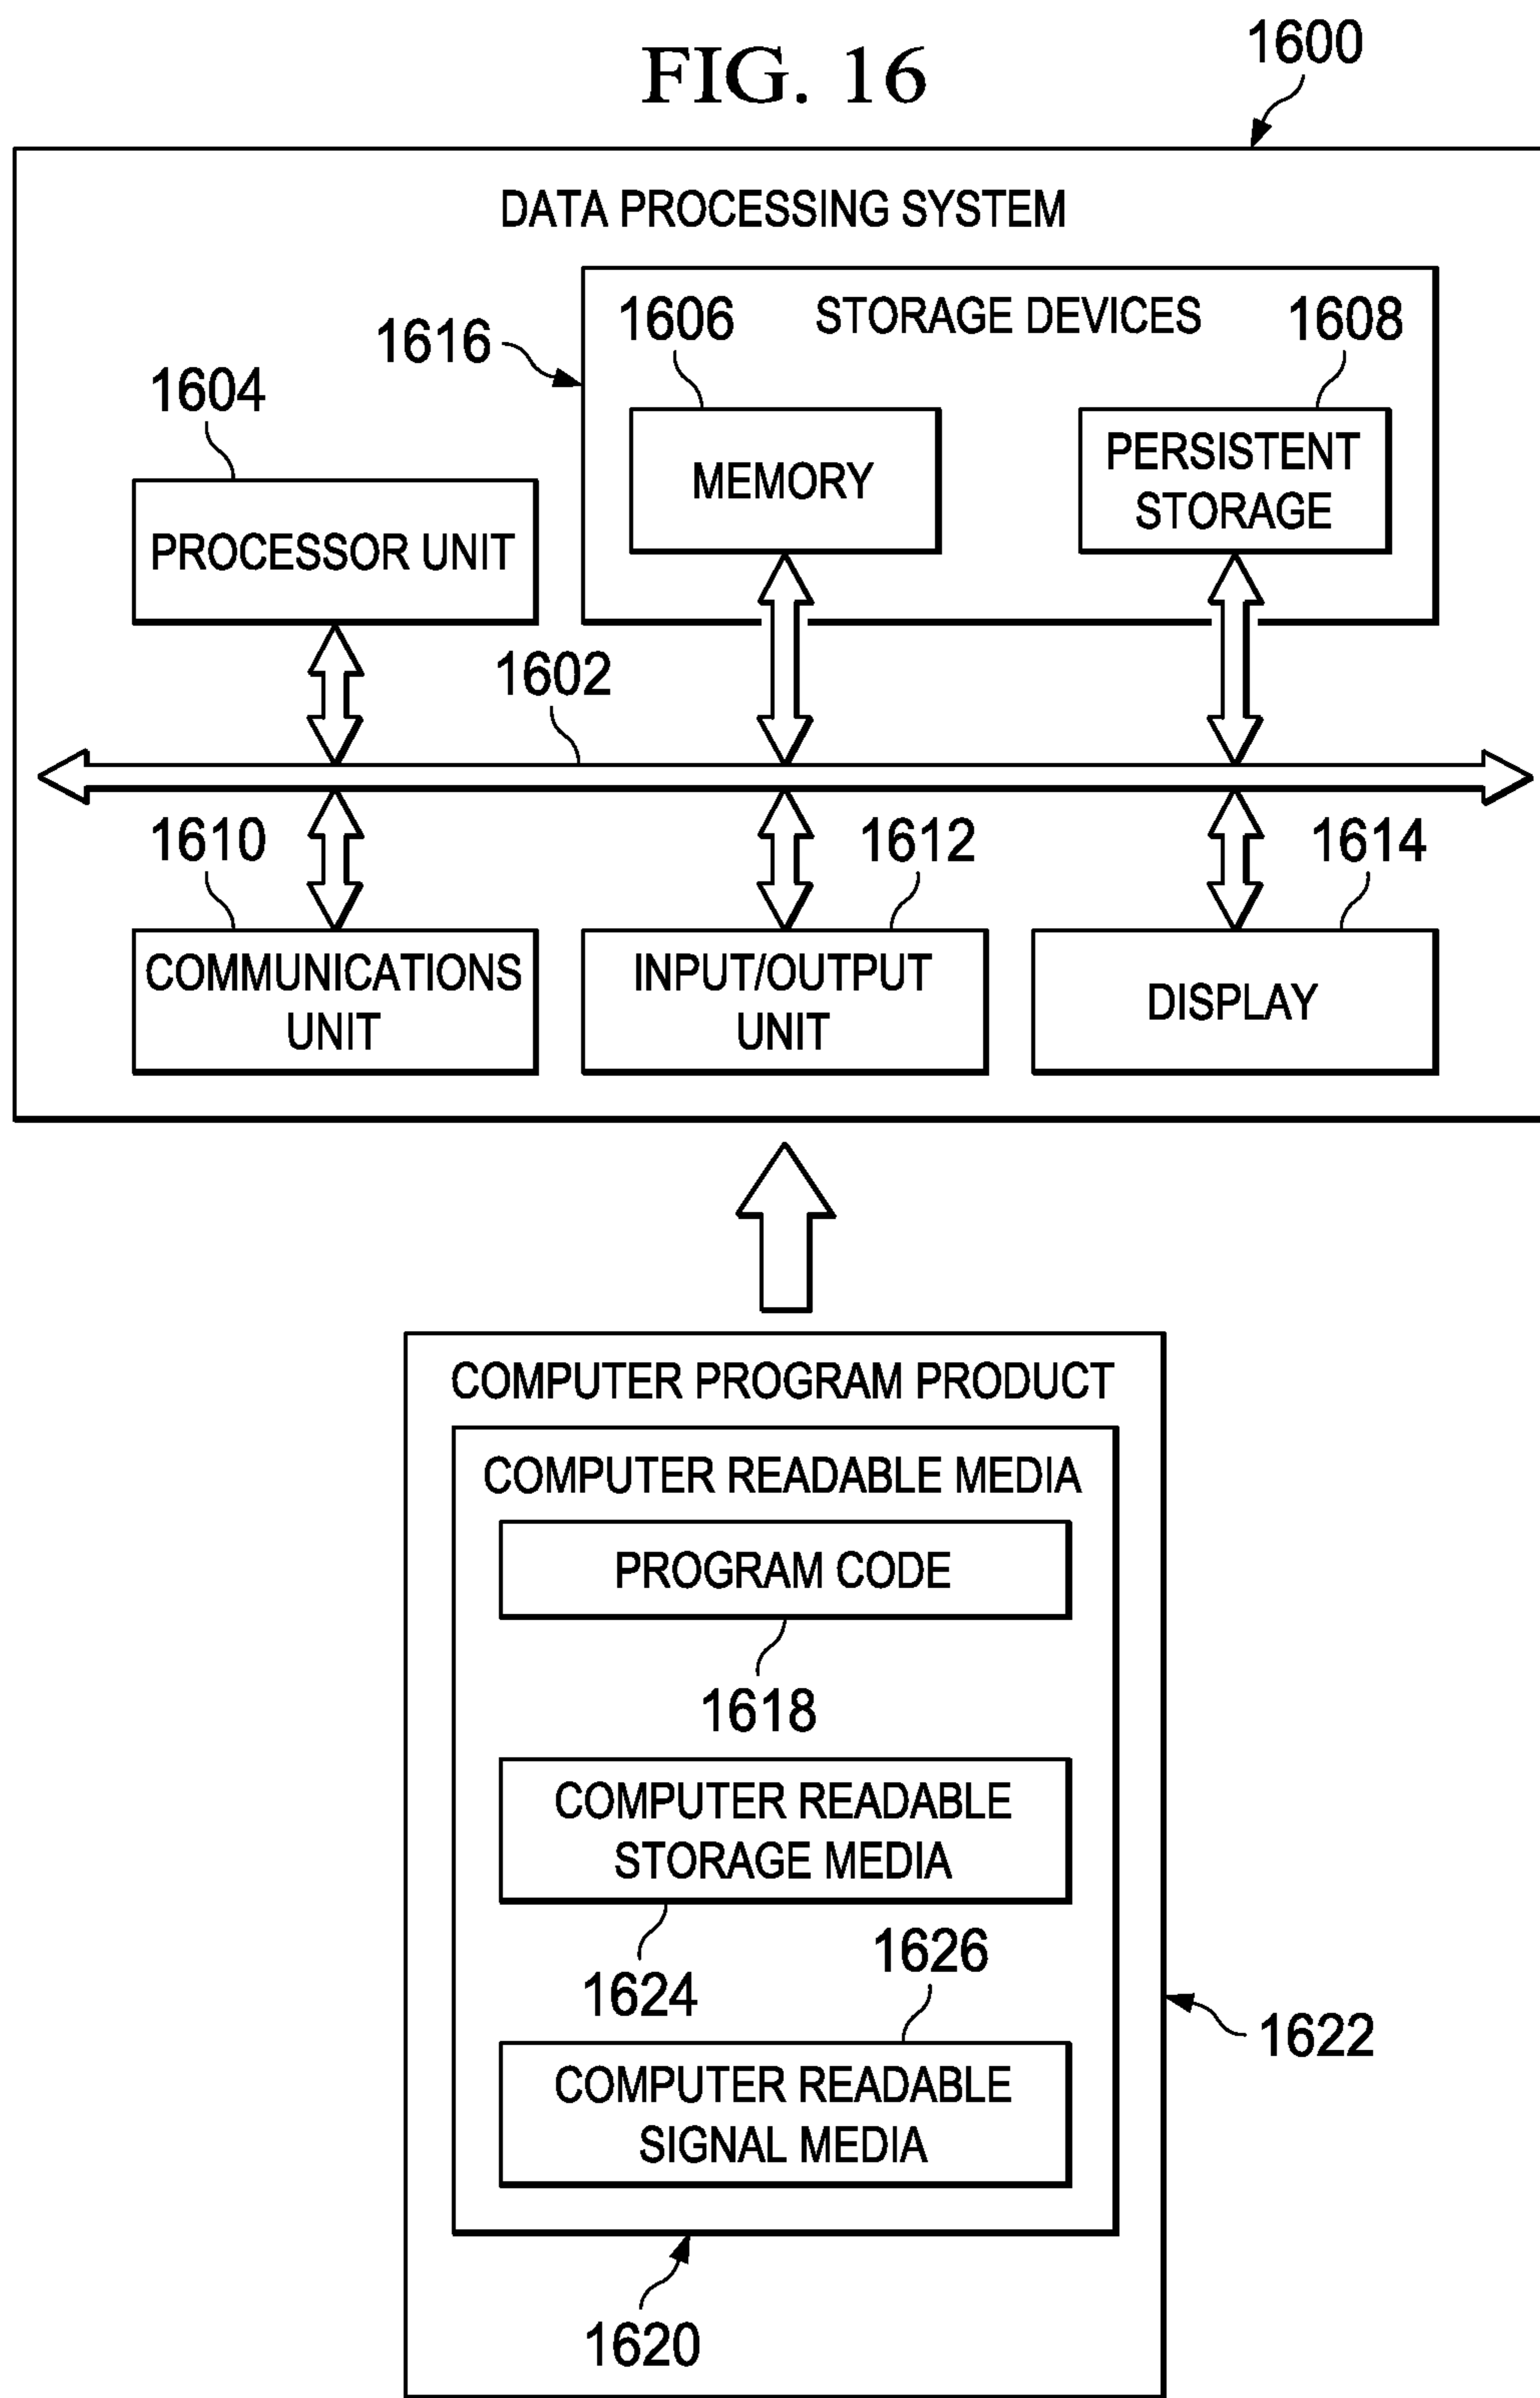 FIG. 16
1600
DATA PROCESSING SYSTEM
1616
1606
STORAGE DEVICES
1608
1604
MEMORY
PERSISTENT
STORAGE
PROCESSOR UNIT
1602
1610
1612
1614
COMMUNICATIONS
UNIT
INPUT/OUTPUT
UNIT
DISPLAY
COMPUTER PROGRAM PRODUCT
COMPUTER READABLE MEDIA
PROGRAM CODE
1618
COMPUTER READABLE
STORAGE MEDIA
1624
1626
1622
COMPUTER READABLE
SIGNAL MEDIA
1620